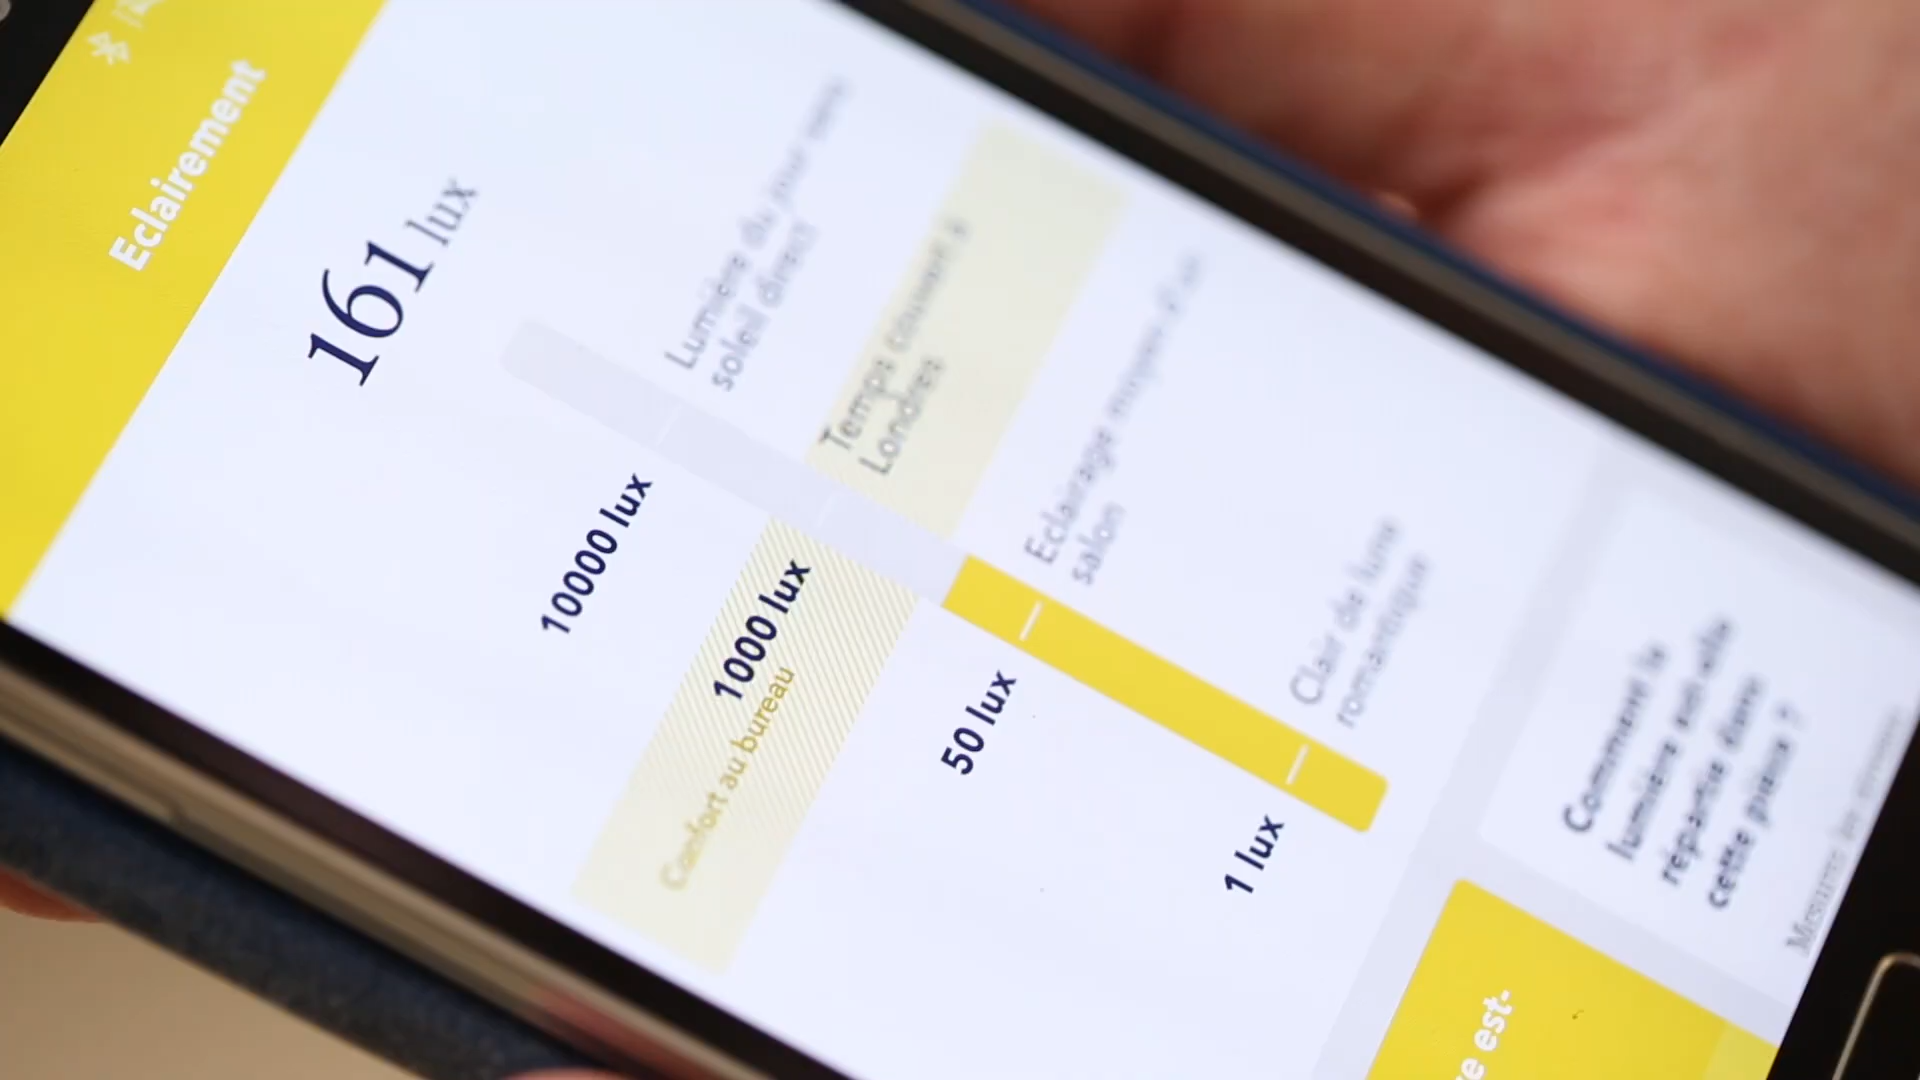 Eclairement
161 lux
10000 lux
Lumière du jour sans
soleil direct
1000 lux
Confort au bureau
Temps couvert à
Londres
50 lux
Eclairage moyen d'un
salon
1 lux
Clair de lune
romantique
Comment la
lumière est-elle
répartie dans
cette pièce ?
e est-